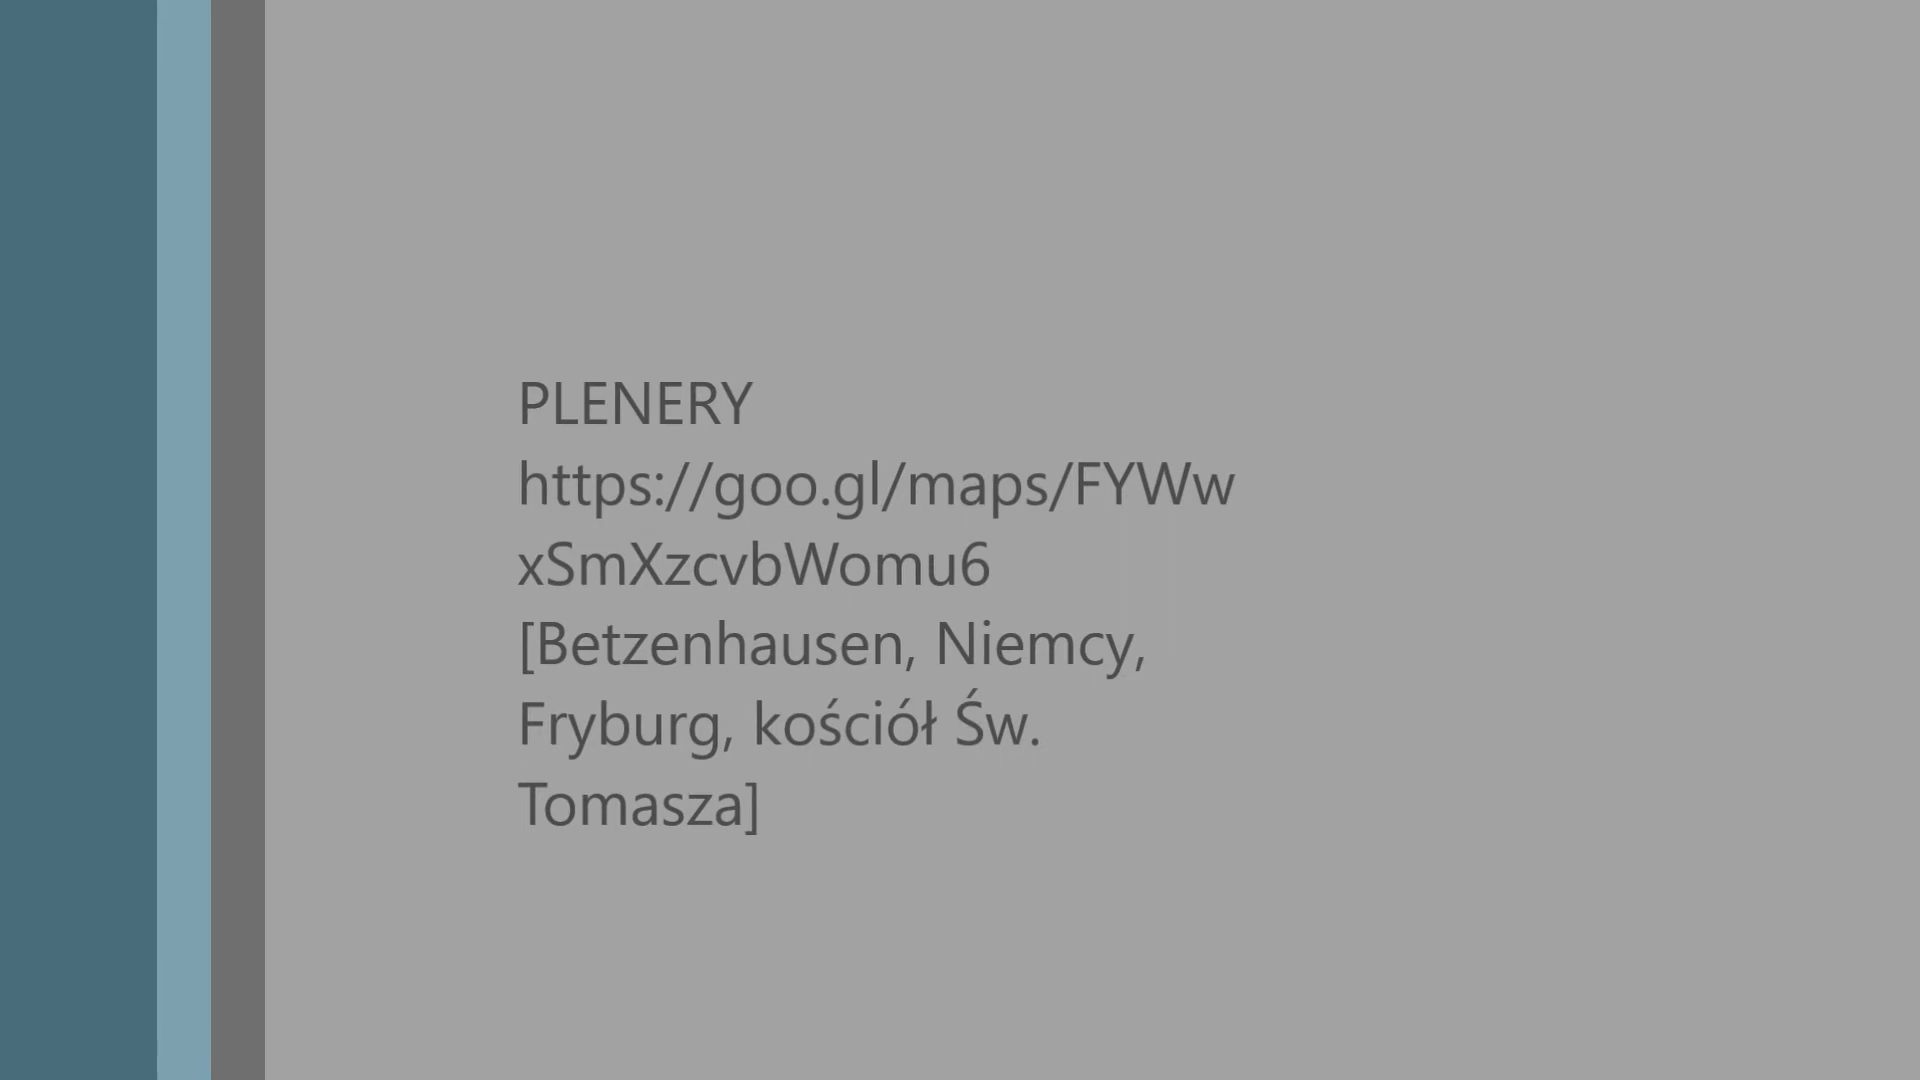 PLENERY
https://goo.gl/maps/FYWw
xSmXzcvbWomu6
[Betzenhausen, Niemcy,
Fryburg, kościół Św.
Tomasza]